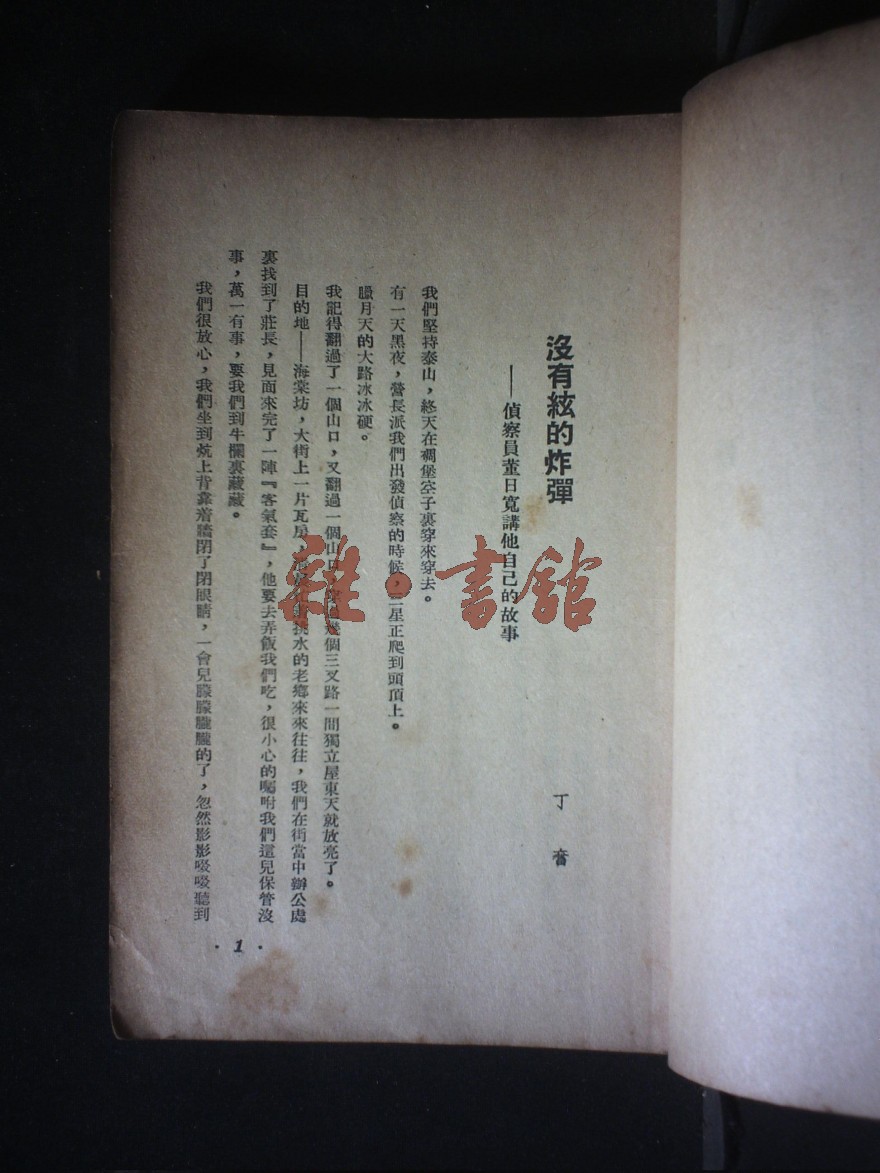 沒有絃的炸彈
——偵察員董日寬講他自己的故事
丁奮
我們堅持泰山，終天在碉堡空子裏穿來穿去。
有一天黑夜，營長派我們出發偵察的時候，三星正爬到頭頂上。
臘月天的大路冰冰硬。
我記得翻過了一個山口，又翻過一個山口，幾個三叉路一間獨立屋東天就放亮了。
目的地——海棠坊，大街上一片瓦房，挑水的老鄉來來往往，我們在街當中辦公處
裏找到了莊長，見面來完了一陣『客氣套』，他要去弄飯我們吃，很小心的囑咐我們這兒保管沒
事，萬一有事，要我們到牛欄裏藏藏。
我們很放心，我們坐到炕上背靠着牆閉了閉眼睛，一會兒朦朦朧朧的了，忽然影影吸吸聽到
· 1 ·
雜·書館